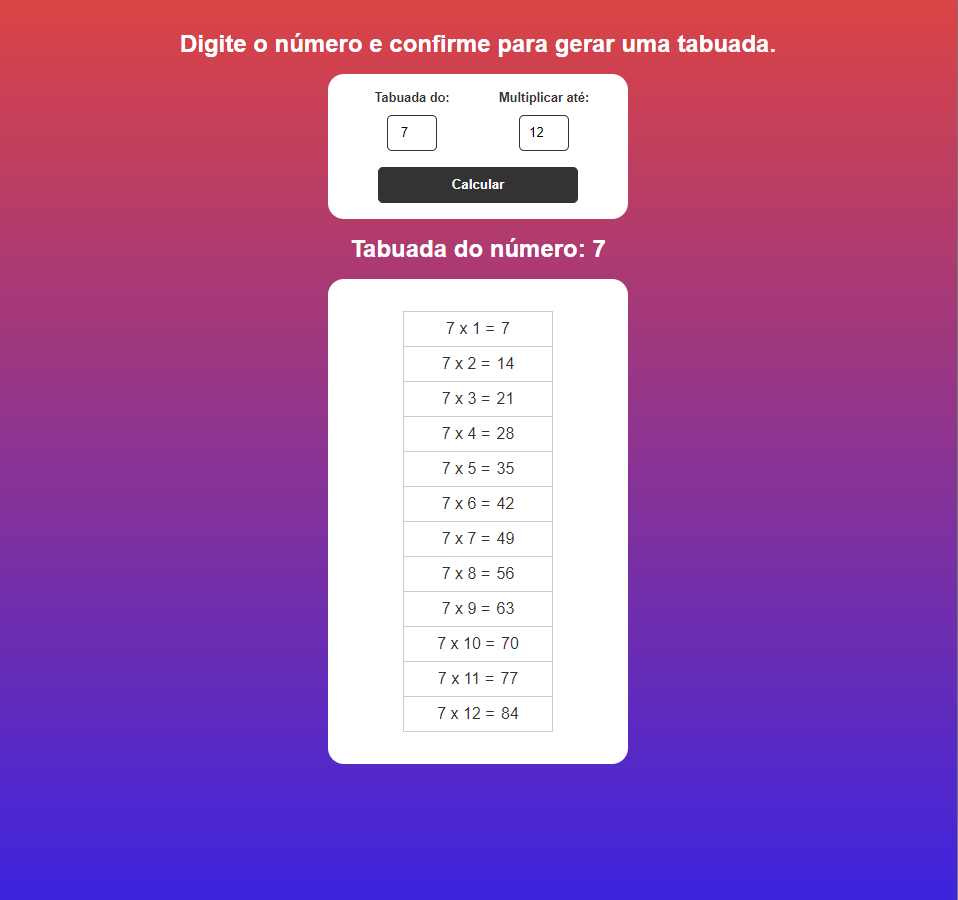 Digite o número e confirme para gerar uma tabuada.
Tabuada do: Multiplicar até:
7 12
Calcular
Tabuada do número: 7
7 x 1 = 7
7 x 2 = 14
7 x 3 = 21
7 x 4 = 28
7 x 5 = 35
7 x 6 = 42
7 x 7 = 49
7 x 8 = 56
7 x 9 = 63
7 x 10 = 70
7 x 11 = 77
7 x 12 = 84